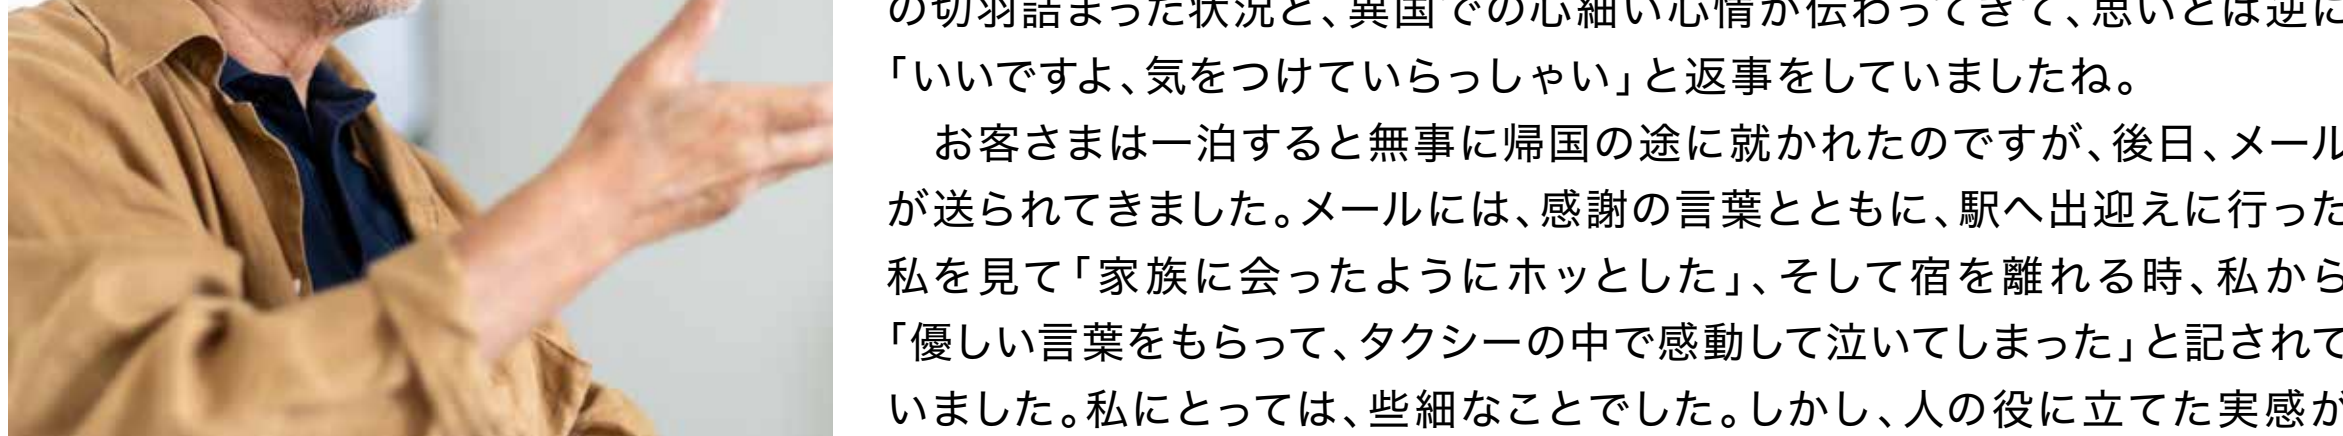 の切羽詰まった状況と、異国での心細い心情が伝わってきて、思いとは逆に
「いいですよ、気をつけていらっしゃい」と返事をしていましたね。
お客さまは一泊すると無事に帰国の途に就かれたのですが、後日、メール
が送られてきました。メールには、感謝の言葉とともに、駅へ出迎えに行った
私を見て「家族に会ったようにホッとした」、そして宿を離れる時、私から
「優しい言葉をもらって、タクシーの中で感動して泣いてしまった」と記されて
いました。私にとっては、些細なことでした。しかし、人の役に立てた実感が